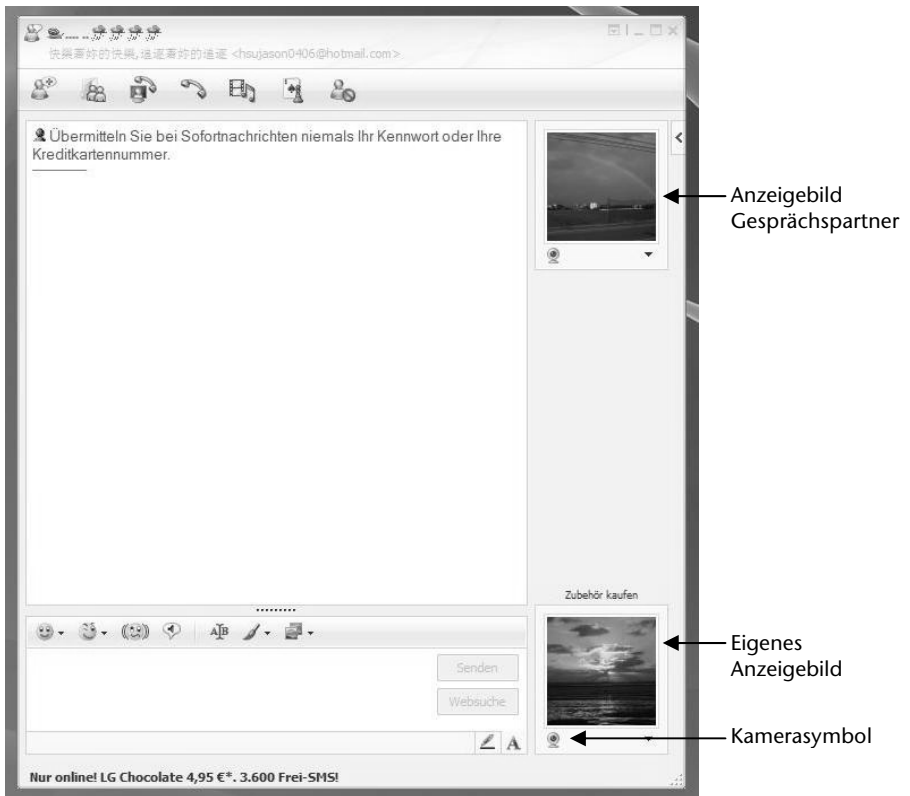 快樂著妳的快樂,追逐著妳的追逐 <hsujason0406@hotmail.com>
Übermitteln Sie bei Sofortnachrichten niemals Ihr Kennwort oder Ihre
Kreditkartennummer.
Anzeigebild
Gesprächspartner
Zubehör kaufen
Senden
Websuche
Eigenes
Anzeigebild
Kamerasymbol
A
Nur online! LG Chocolate 4,95 €*. 3.600 Frei-SMS!